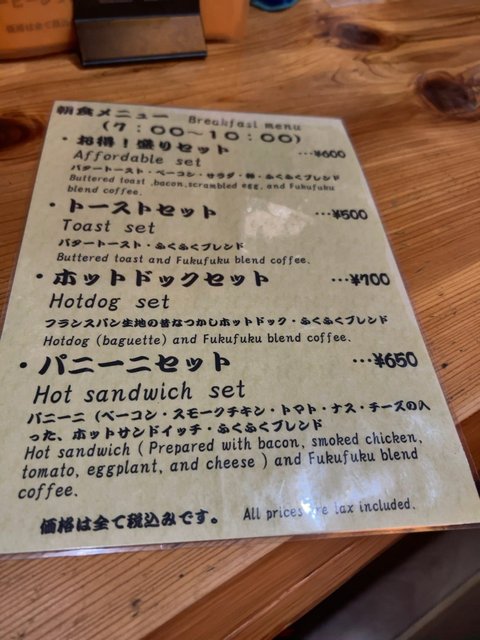 朝食メニュー Breakfast menu
(7:00～10:00)
・お得!盛りセット ···¥600
Affordable set
バタートースト・ベーコン・サラダ・卵・ふくふくブレンド
Buttered toast ,bacon,scrambled egg, and Fukufuku
blend coffee.
・トーストセット ···¥500
Toast set
バタートースト・ふくふくブレンド
Buttered toast and Fukufuku blend coffee.
・ホットドックセット ···¥700
Hotdog set
フランスパン生地の昔なつかしホットドック・ふくふくブレンド
Hotdog (baguette) and Fukufuku blend coffee.
・パニーニセット ···¥650
Hot sandwich set
パニーニ (ベーコン・スモークチキン・トマト・ナス・チーズの入
った、ホットサンドイッチ・ふくふくブレンド
Hot sandwich ( Prepared with bacon, smoked chicken,
tomato, eggplant, and cheese ) and Fukufuku blend
coffee.
価格は全て税込みです。 All prices are tax included.